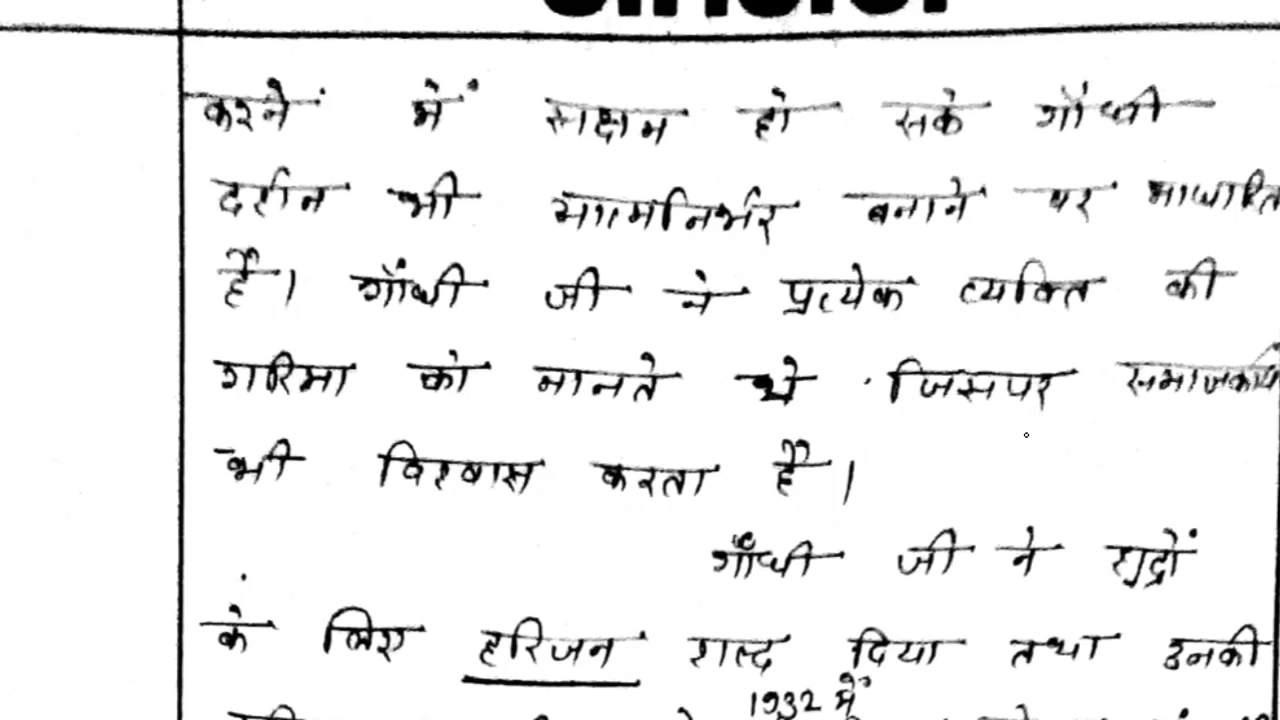 करने में सक्षम हो सके गाँधी
दर्शन भी आत्मनिर्भर बनाने पर आधारित
है। गाँधी जी ने प्रत्येक व्यक्ति की
गरिमा को मानते थे जिसपर समाजकार्य
भी विश्वास करता है।
गाँधी जी ने शूद्रों
के लिए हरिजन शब्द दिया तथा उनकी
1932 में